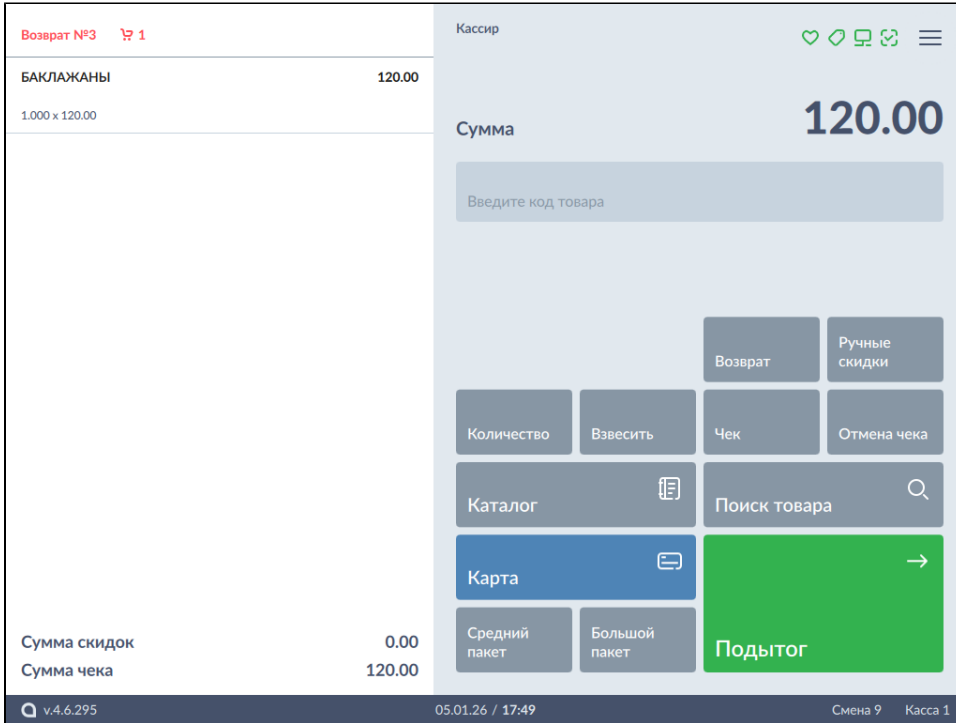 Возврат №3 1
БАКЛАЖАНЫ 120.00
1.000 x 120.00
Сумма скидок 0.00
Сумма чека 120.00
Кассир
Сумма 120.00
Введите код товара
Возврат
Ручные
скидки
Количество
Взвесить
Чек
Отмена чека
Каталог
Поиск товара
Карта
Средний
пакет
Большой
пакет
Подытог
v.4.6.295 05.01.26 / 17:49 Смена 9 Касса 1